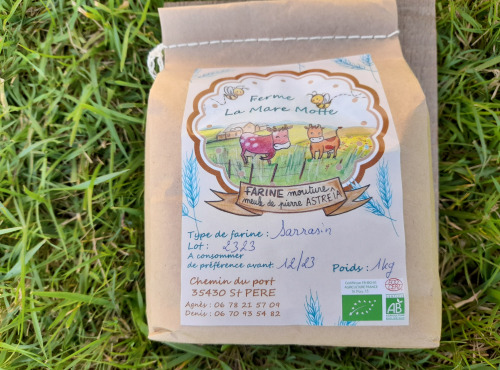 Ferme
La Mare Motte
FARINE mouture
meule de pierre ASTRÉÏA
Type de farine : Sarrasin
Lot : 2323
A consommer
de préférence avant : 12/23
Poids : 1kg
Chemin du port
35430 St PERE
Agnès : 06 78 21 57 09
Denis : 06 70 93 54 82
AB